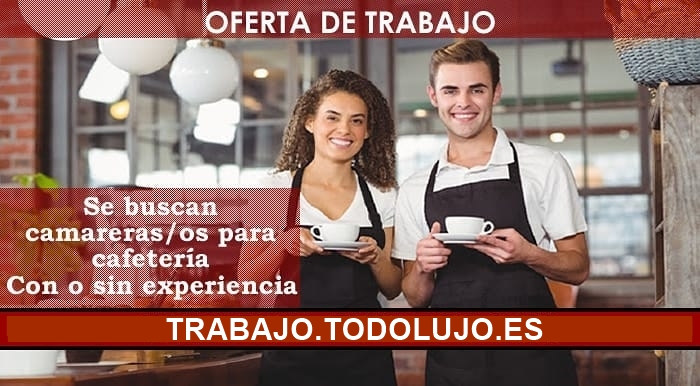 OFERTA DE TRABAJO
Se buscan
camareras/os para
cafetería
Con o sin experiencia
TRABAJO.TODOLUJO.ES